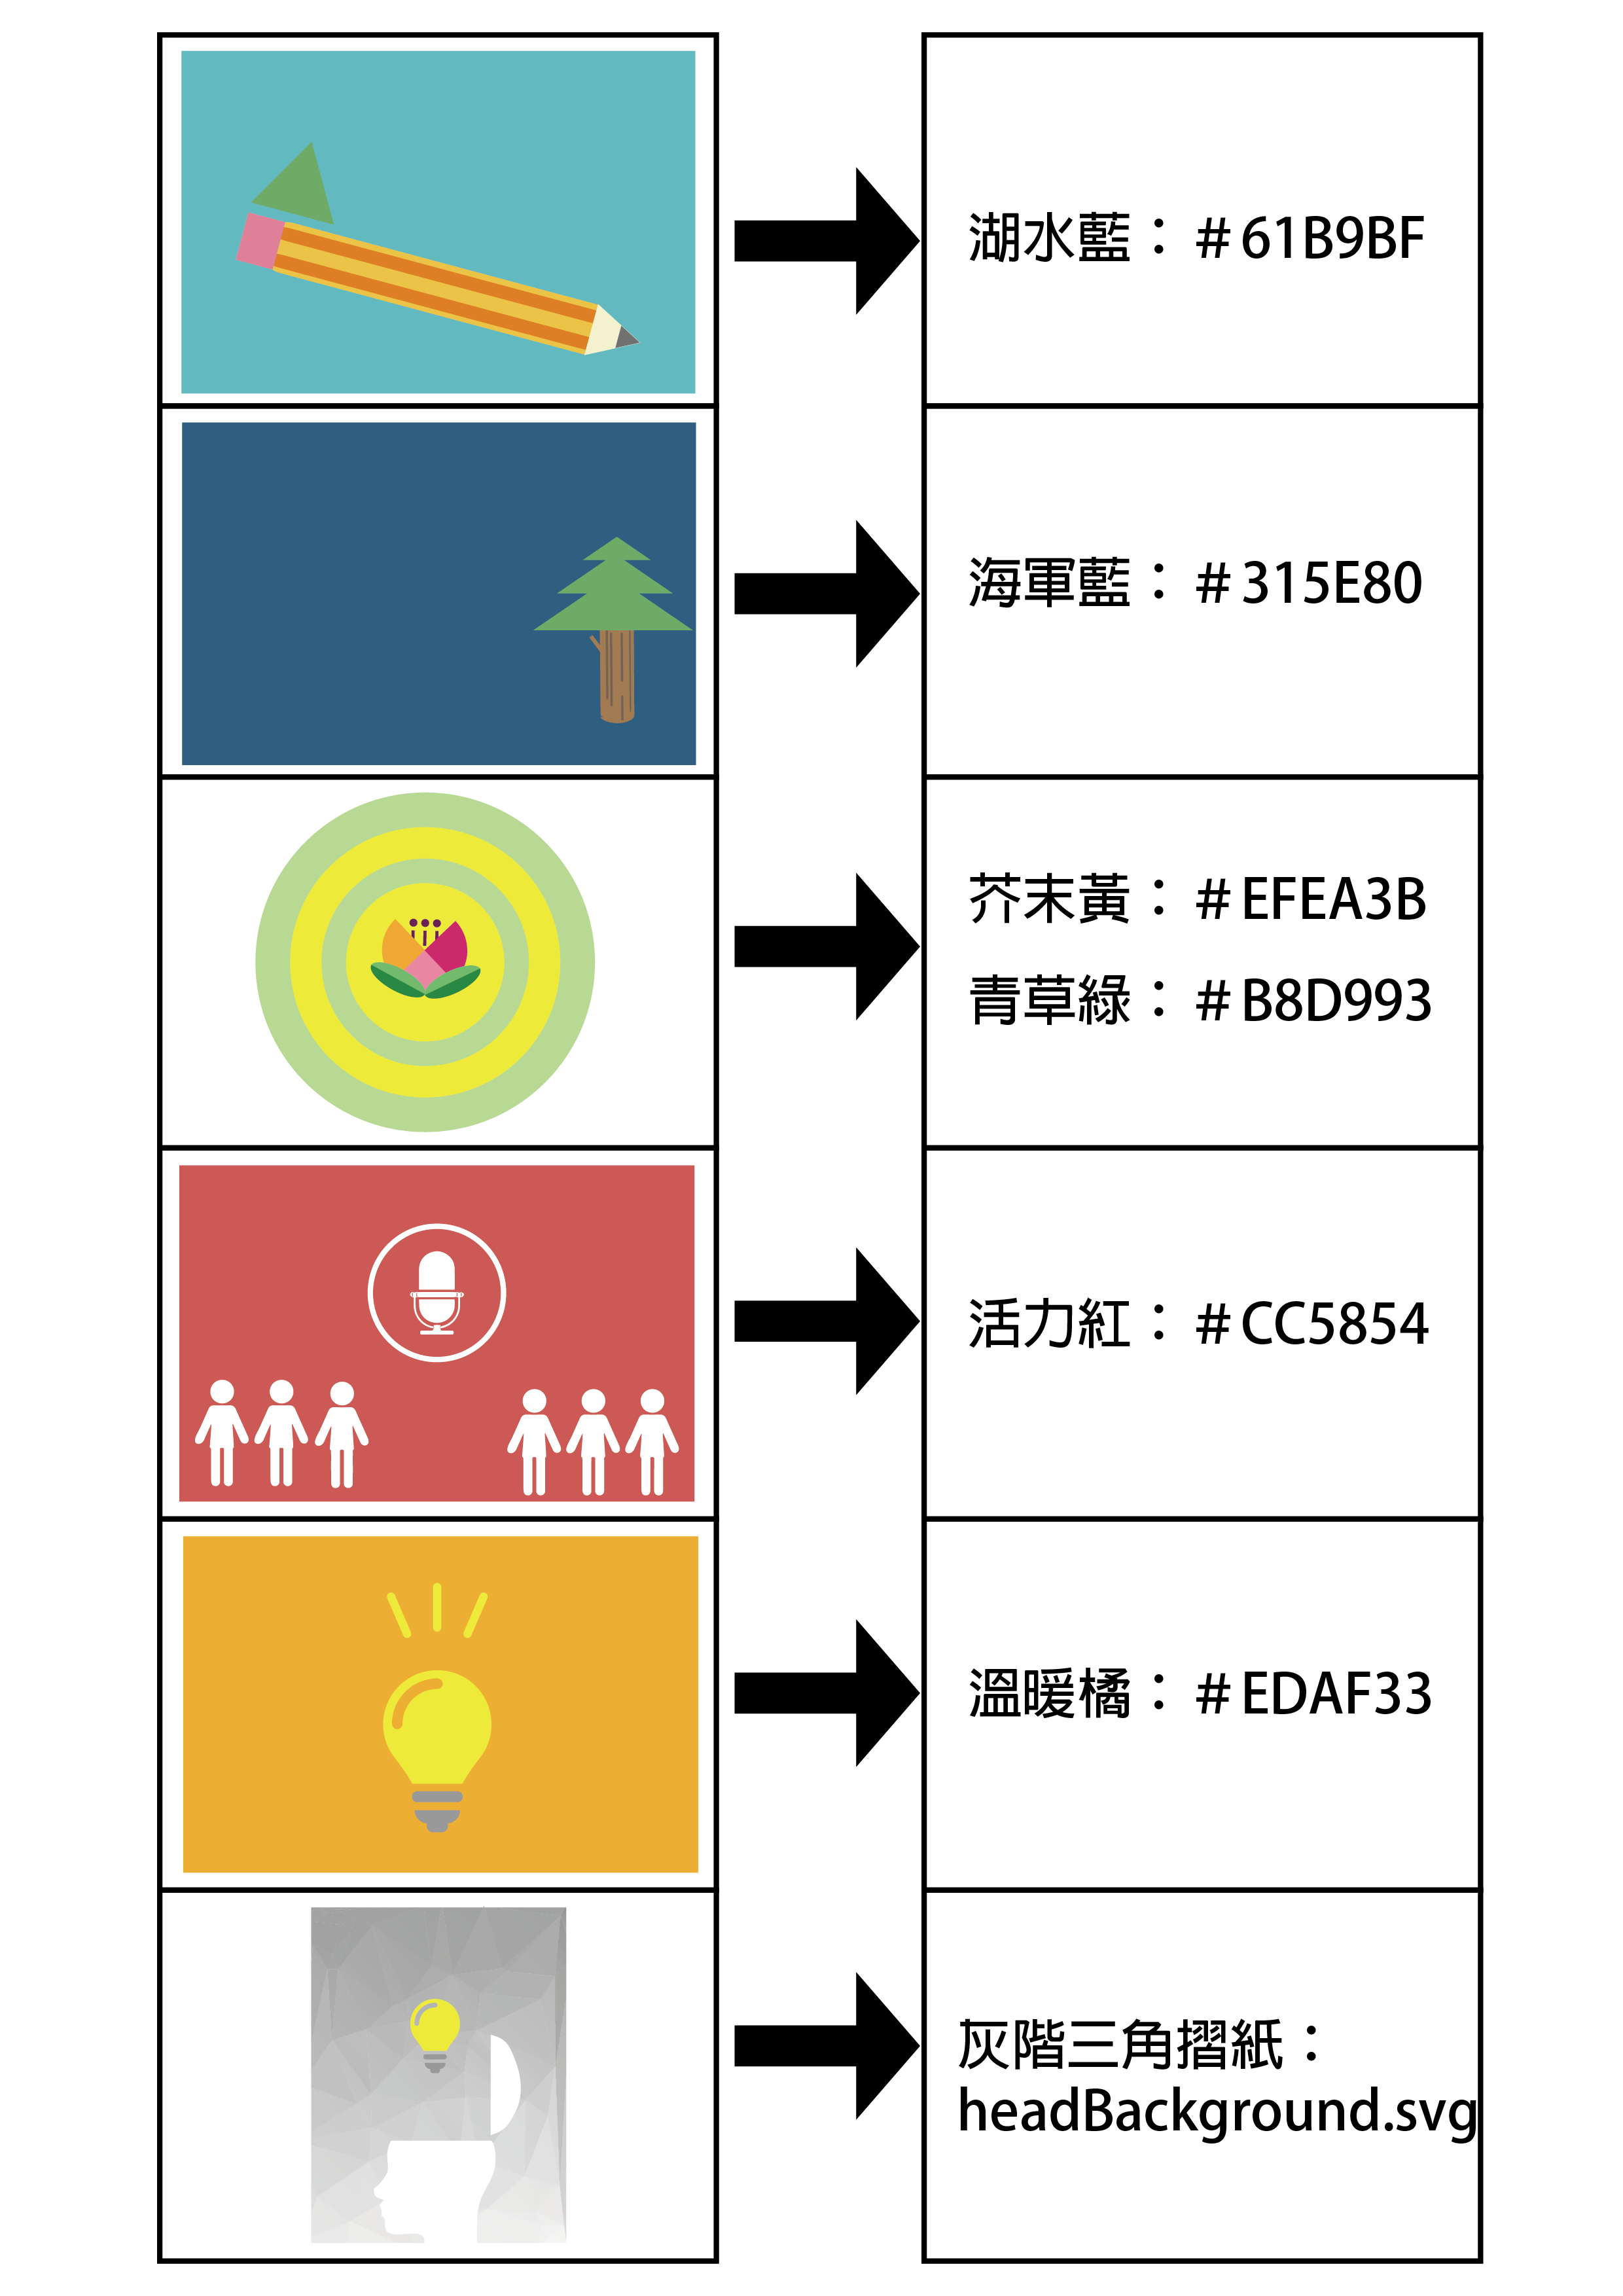 湖水藍：＃61B9BF
海軍藍：＃315E80
芥末黃：＃EFEA3B
青草綠：＃B8D993
活力紅：＃CC5854
溫暖橘：＃EDAF33
灰階三角摺紙：
headBackground.svg